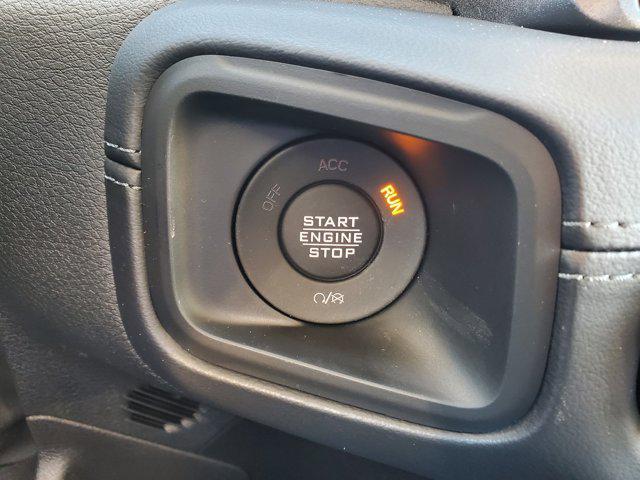 ACC
OFF
RUN
START
ENGINE
STOP